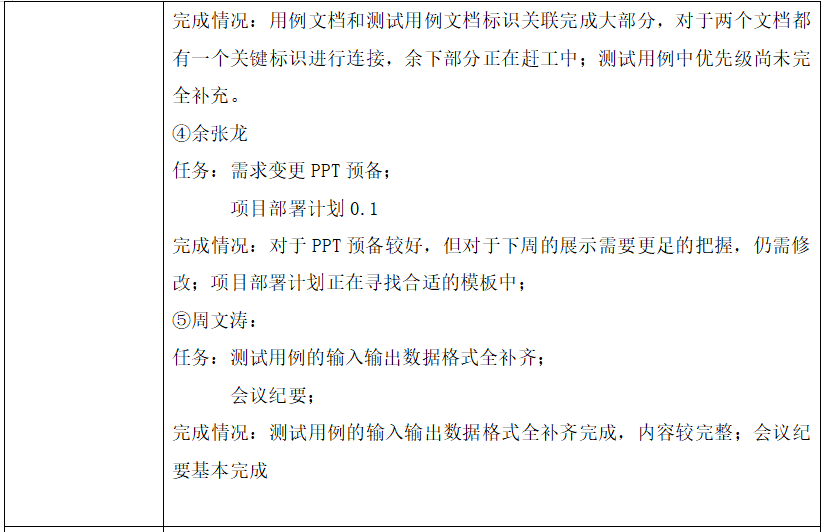 完成情况：用例文档和测试用例文档标识关联完成大部分，对于两个文档都
有一个关键标识进行连接，余下部分正在赶工中；测试用例中优先级尚未完
全补充。
④余张龙
任务：需求变更 PPT 预备；
项目部署计划 0.1
完成情况：对于 PPT 预备较好，但对于下周的展示需要更足的把握，仍需修
改；项目部署计划正在寻找合适的模板中；
⑤周文涛：
任务：测试用例的输入输出数据格式全补齐；
会议纪要；
完成情况：测试用例的输入输出数据格式全补齐完成，内容较完整；会议纪
要基本完成